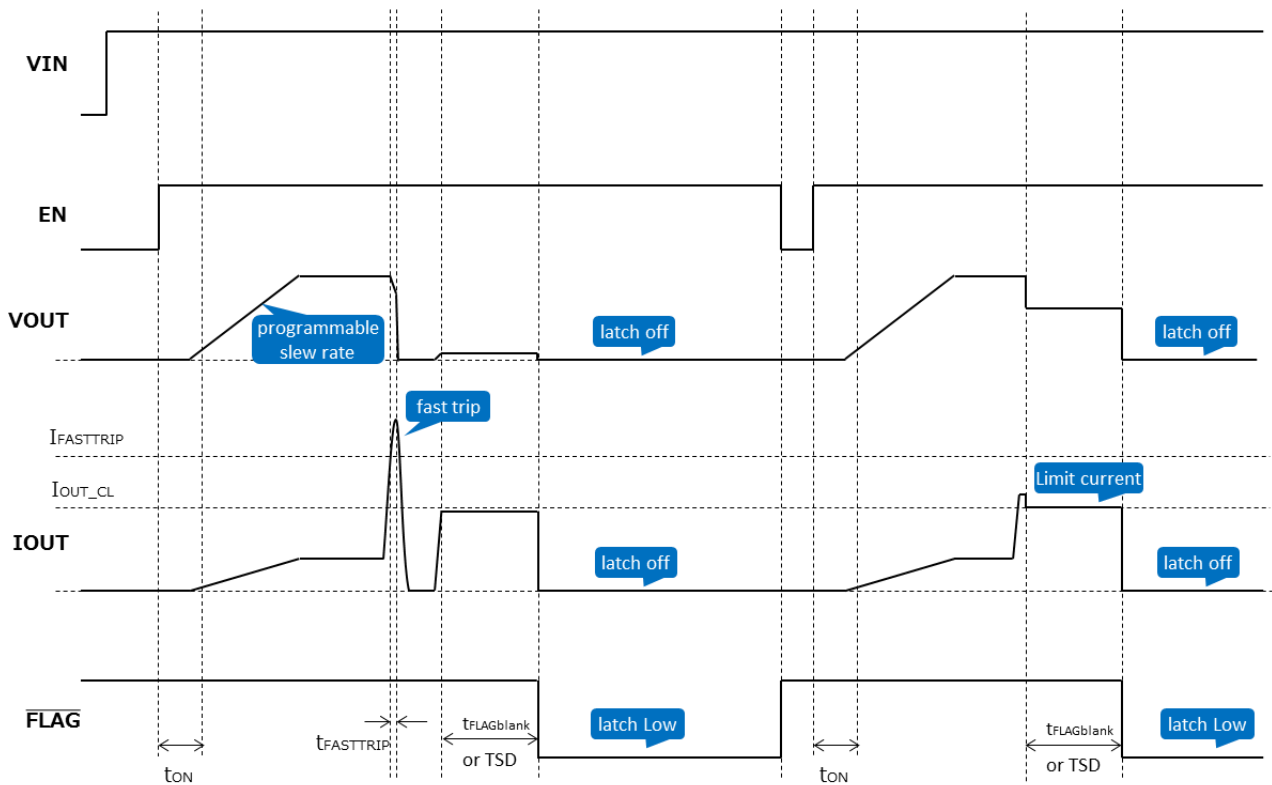 VIN
EN
VOUT
programmable
slew rate
latch off
latch off
fast trip
IFASTTRIP
IOUT_CL
Limit current
IOUT
latch off
latch off
FLAG
tFLAGblank
or TSD
latch Low
tFLAGblank
or TSD
latch Low
tFASTTRIP
tON
tON